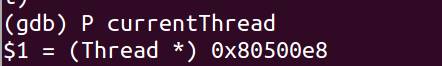 (gdb) P currentThread
$1 = (Thread *) 0x80500e8